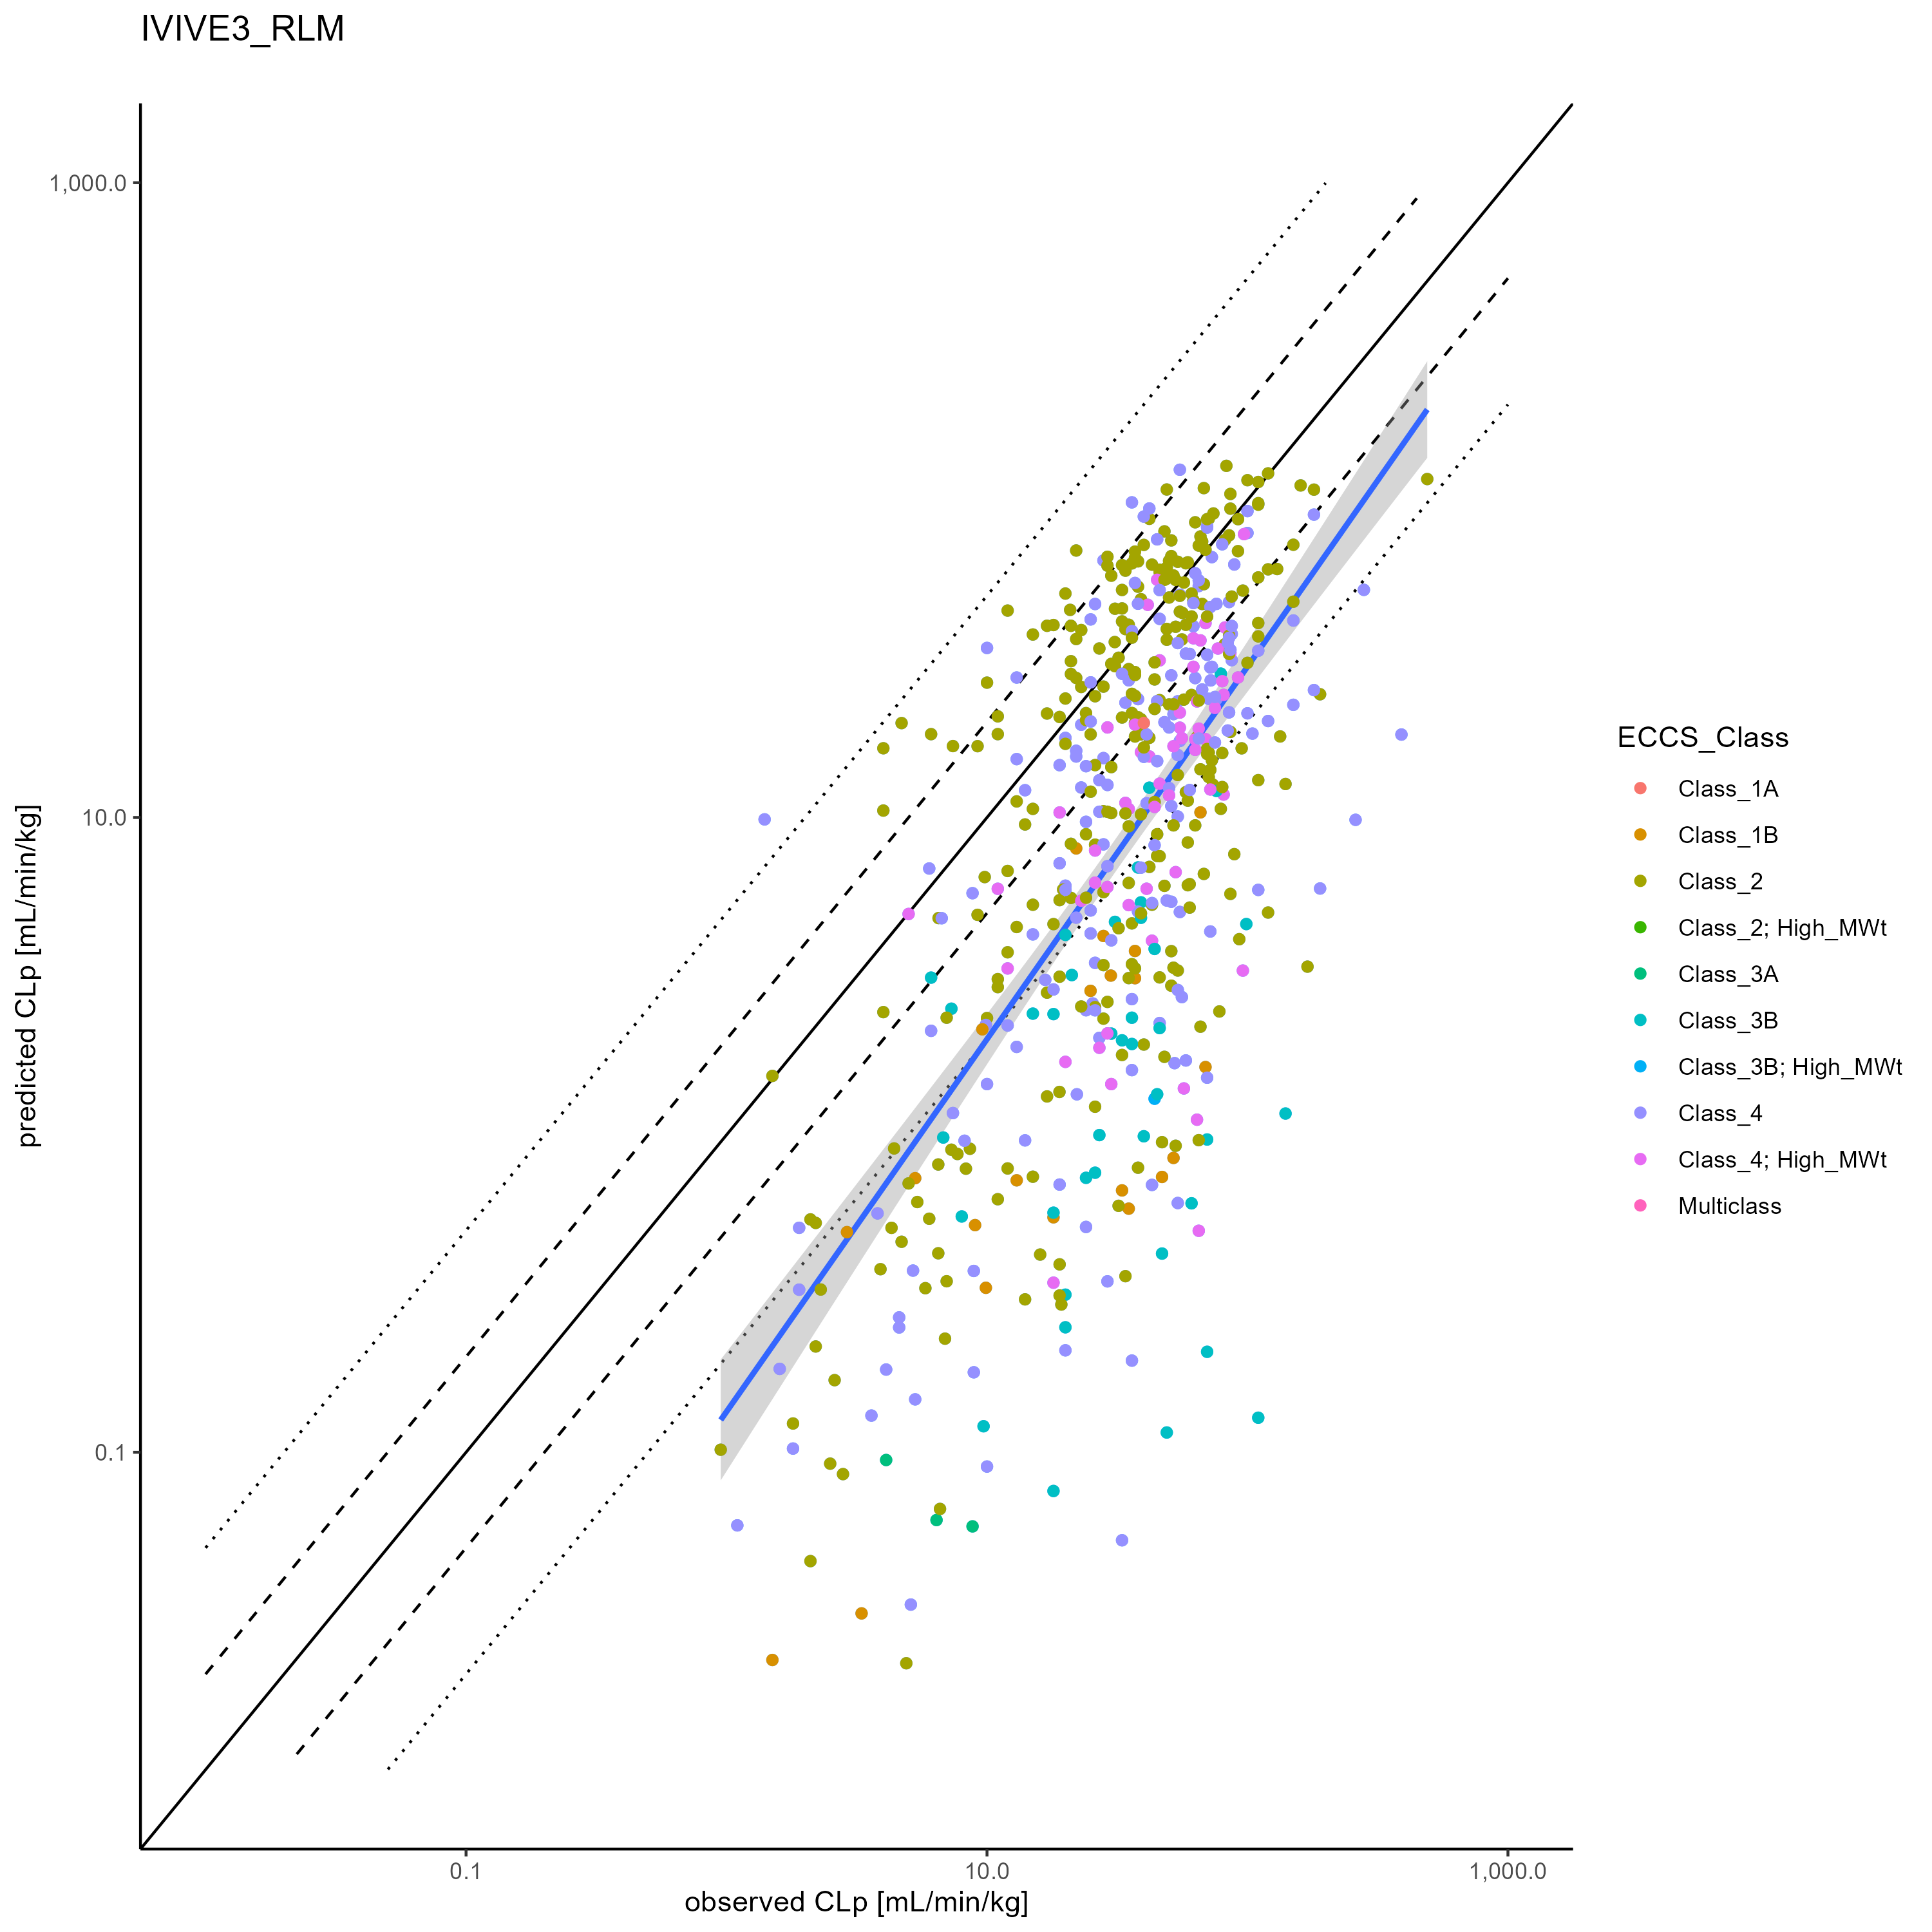 IVIVE3_RLM
1,000.0
10.0
0.1
predicted CLp [mL/min/kg]
0.1
10.0
1,000.0
observed CLp [mL/min/kg]
ECCS_Class
Class_1A
Class_1B
Class_2
Class_2; High_MWt
Class_3A
Class_3B
Class_3B; High_MWt
Class_4
Class_4; High_MWt
Multiclass